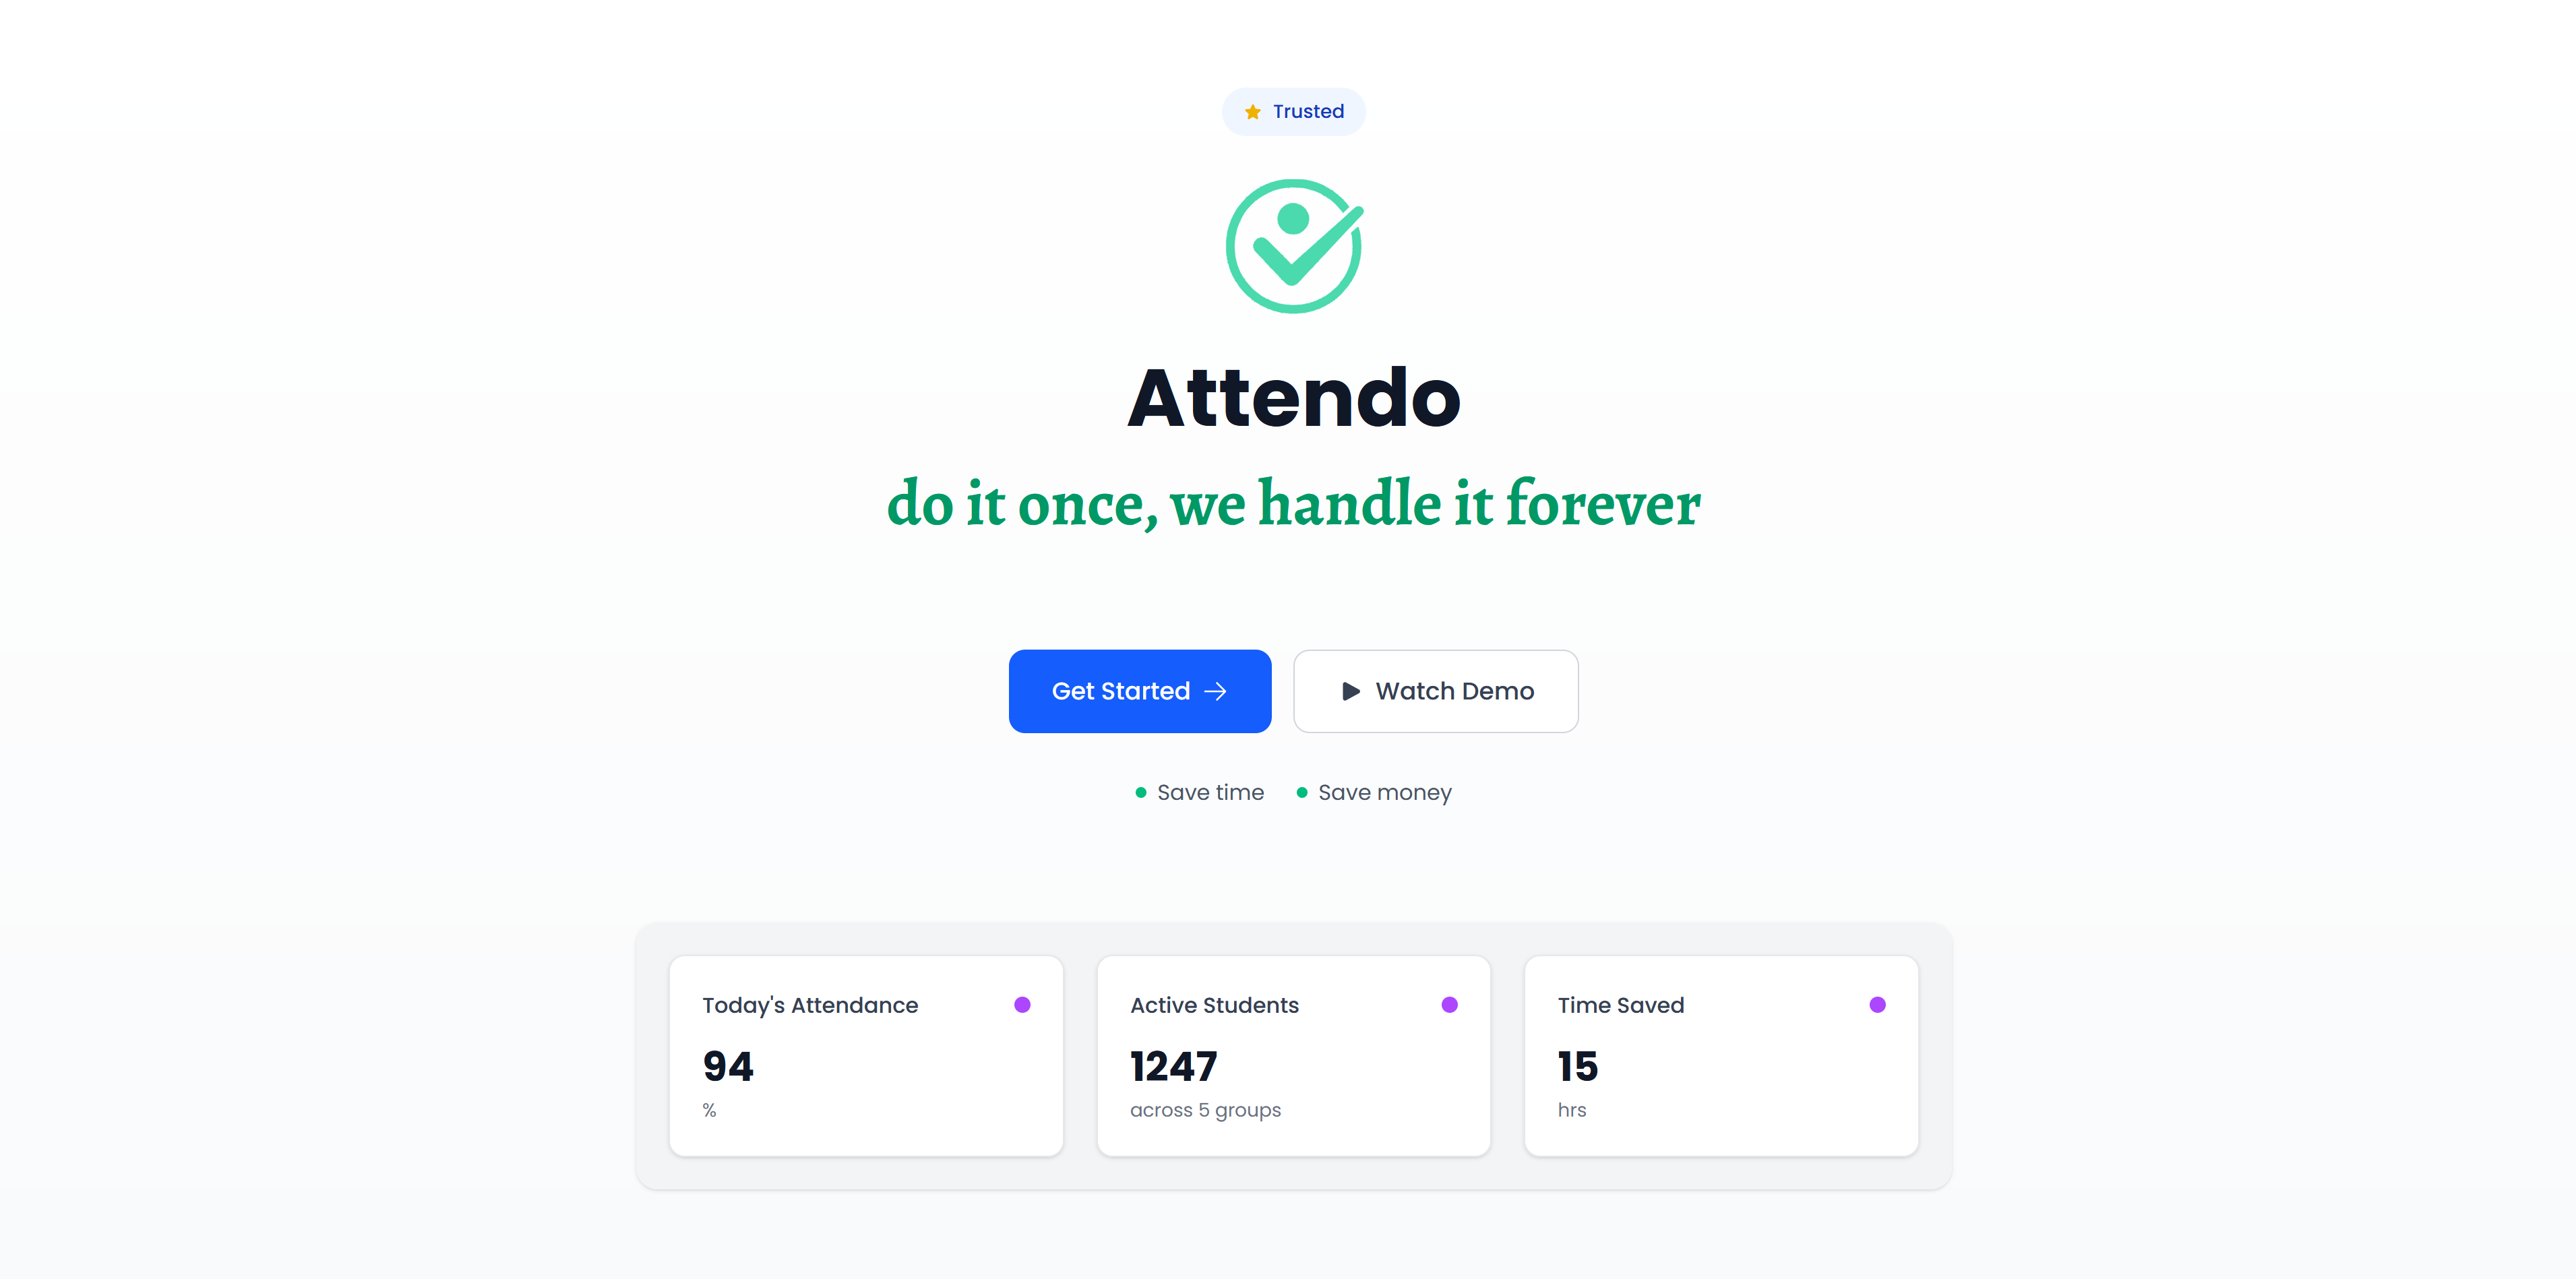 Trusted
Attendo
do it once, we handle it forever
Get Started
Watch Demo
Save time
Save money
Today's Attendance
94
%
Active Students
1247
across 5 groups
Time Saved
15
hrs